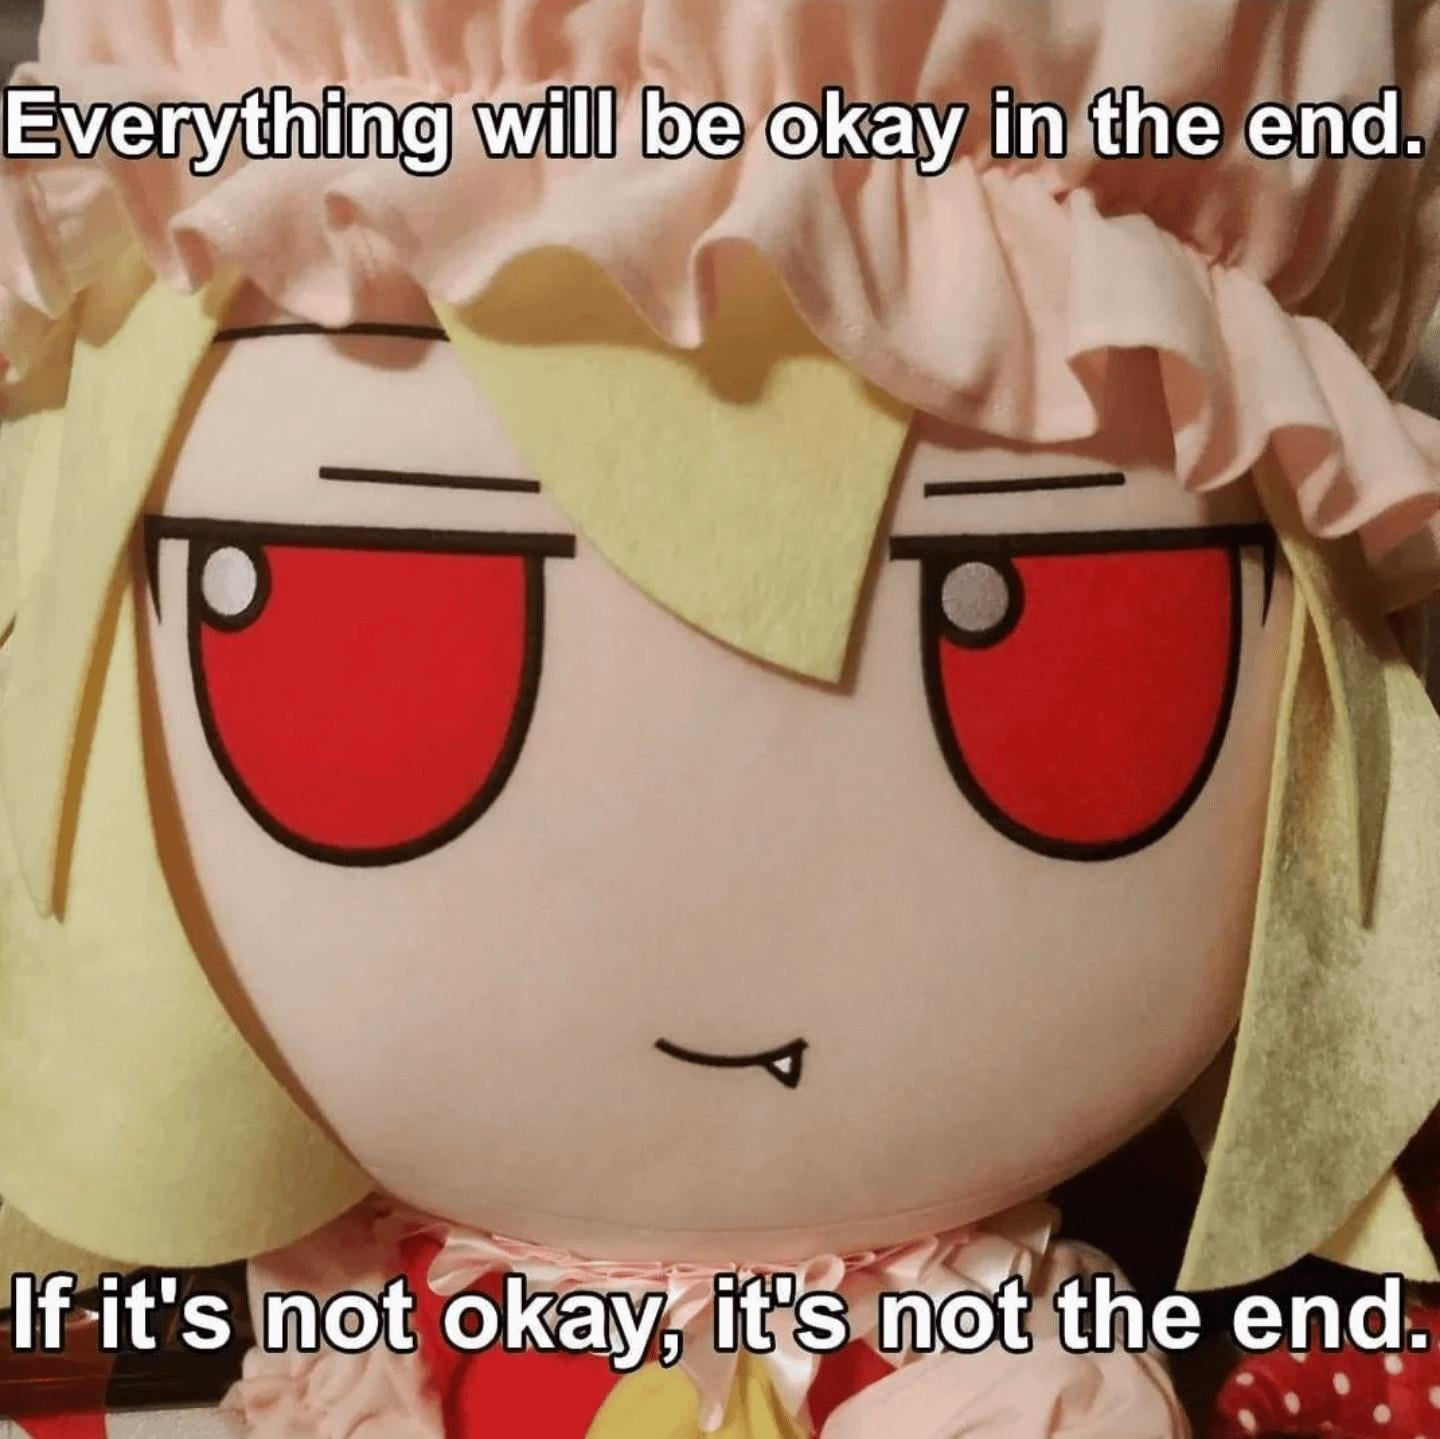 Everything will be okay in the end.
If it's not okay, it's not the end.